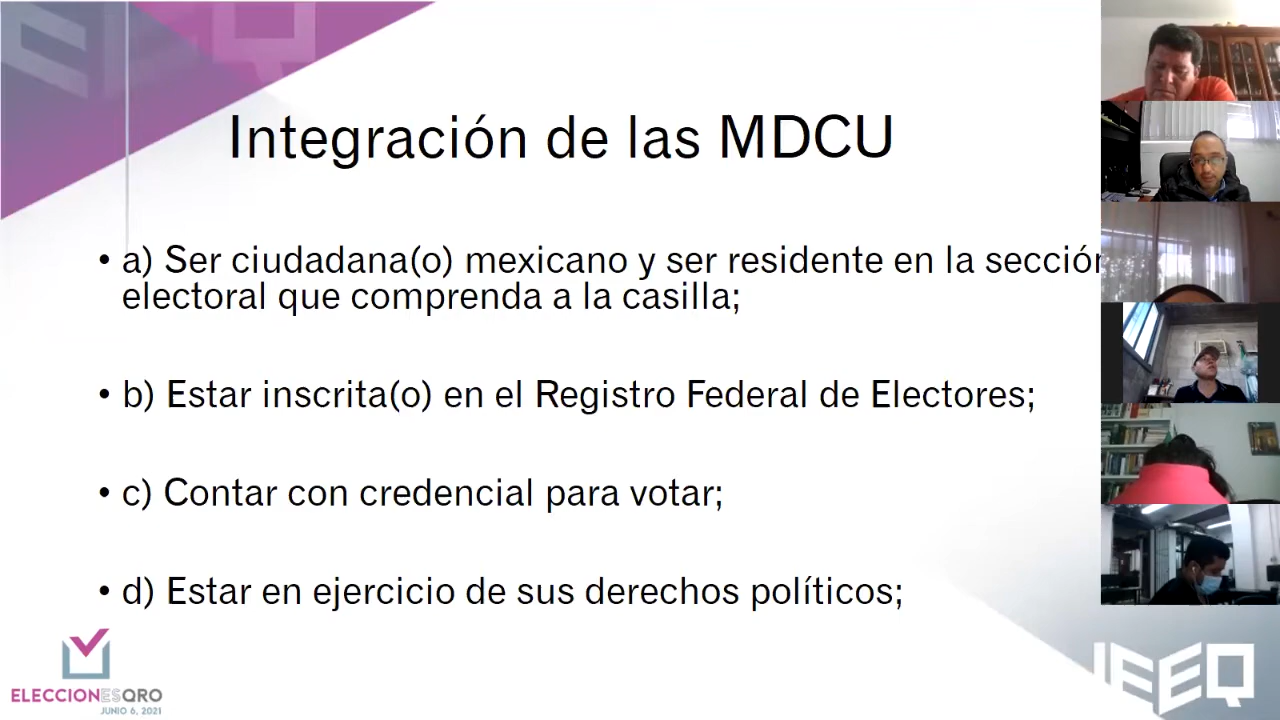 Integración de las MDCU
• a) Ser ciudadana(o) mexicano y ser residente en la sección
electoral que comprenda a la casilla;
• b) Estar inscrita(o) en el Registro Federal de Electores;
• c) Contar con credencial para votar;
• d) Estar en ejercicio de sus derechos políticos;
ELECCIONESQRO
JUNIO 6, 2021
IEEQ